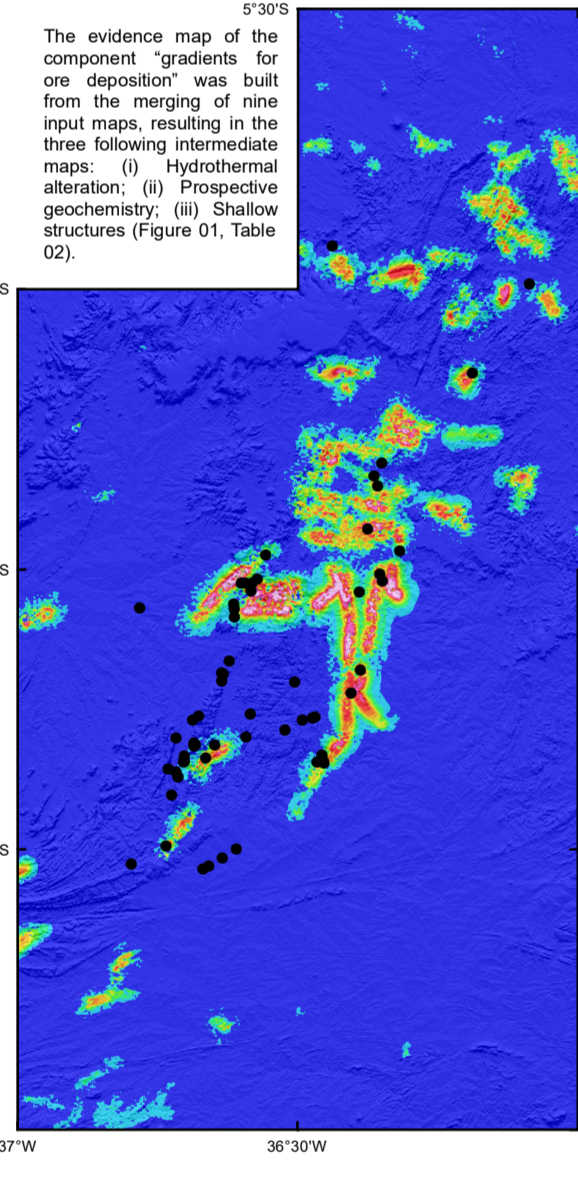 5°30'S
The evidence map of the
component “gradients for
ore deposition” was built
from the merging of nine
input maps, resulting in the
three following intermediate
maps: (i) Hydrothermal
alteration; (ii) Prospective
geochemistry; (iii) Shallow
structures (Figure 01, Table
02).
S
S
S
37°W
36°30'W